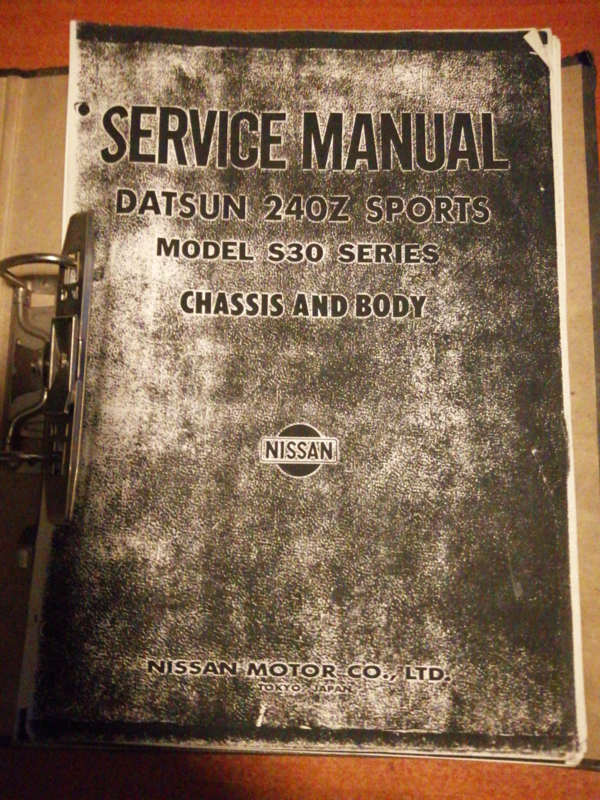 SERVICE MANUAL
DATSUN 240Z SPORTS
MODEL S30 SERIES
CHASSIS AND BODY
NISSAN
NISSAN MOTOR CO., LTD.
TOKYO JAPAN